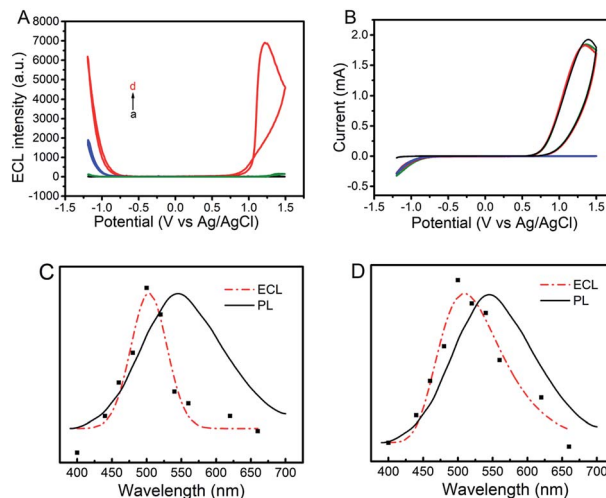 A
ECL intensity (a.u.)
8000
7000
6000
5000
4000
3000
2000
1000
0
-1000
d
a
-1.5 -1.0 -0.5 0.0 0.5 1.0 1.5
Potential (V vs Ag/AgCl)
B
Current (mA)
2.0
1.5
1.0
0.5
0.0
-0.5
-1.5 -1.0 -0.5 0.0 0.5 1.0 1.5
Potential (V vs Ag/AgCl)
C
ECL
PL
400 450 500 550 600 650 700
Wavelength (nm)
D
ECL
PL
400 450 500 550 600 650 700
Wavelength (nm)